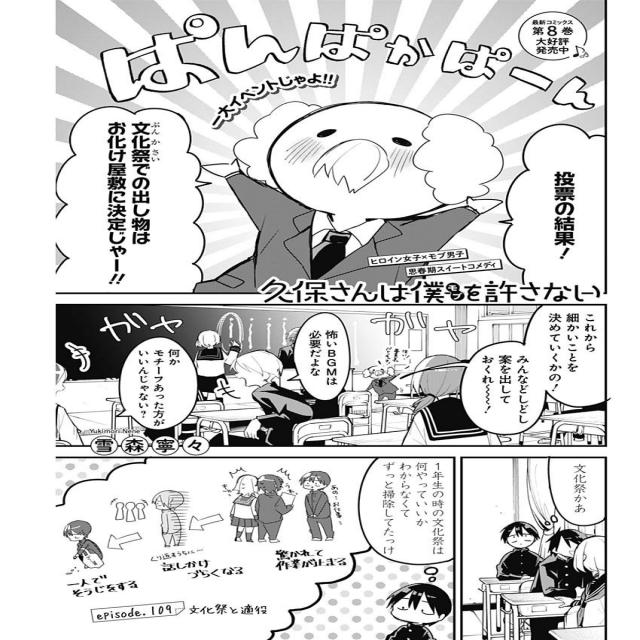 最新コミックス
第8巻
大好評
発売中
ぱんぱかぱーん
一大イベントじゃよ!!
投票の結果!
文化祭での出し物は
ぶんかさい
お化け屋敷に決定じゃー!!
ヒロイン女子×モブ男子
思春期スイートコメディ
久保さんは僕を許さない
これから
細かいことを
決めていくの!
みんなどしどし
案を出して
おくれ〜〜〜!
ガヤ
怖いBGMは
必要だよな
ガヤ
何か
モチーフあった方が
いいんじゃない?
Yukimori Nene
雪森寧々
文化祭かぁ
1年生の時の文化祭は
何やっていいか
わからなくて
ずっと掃除してたっけ
驚かれて
作業が止まる
話しかけ
づらくなる
一人で
そうじをする
episode.109
文化祭と適役